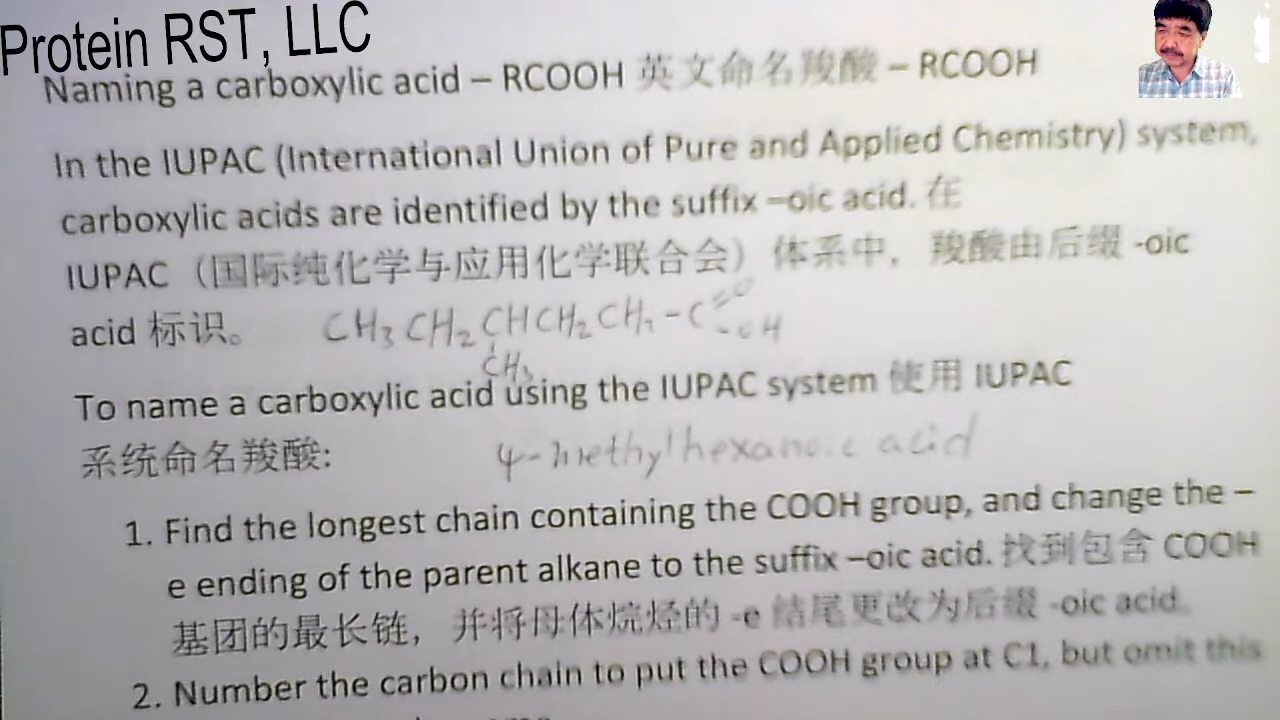 Protein RST, LLC
Naming a carboxylic acid – RCOOH 英文命名羧酸 – RCOOH
In the IUPAC (International Union of Pure and Applied Chemistry) system,
carboxylic acids are identified by the suffix –oic acid. 在
IUPAC（国际纯化学与应用化学联合会）体系中，羧酸由后缀 -oic
acid 标识。 CH3 CH2 CHCH2 CH2 -C =O -OH
CH3
To name a carboxylic acid using the IUPAC system 使用 IUPAC
系统命名羧酸:
4-methylhexanoic acid
1. Find the longest chain containing the COOH group, and change the –
e ending of the parent alkane to the suffix –oic acid. 找到包含 COOH
基团的最长链，并将母体烷烃的 -e 结尾更改为后缀 -oic acid.
2. Number the carbon chain to put the COOH group at C1, but omit this